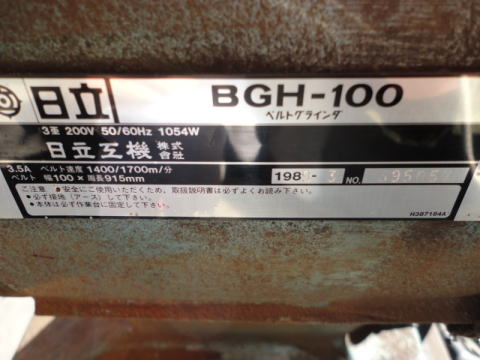 日立 BGH-100
ベルトグラインダ
3相 200V 50/60Hz 1054W
日立工機 株式会社
3.5A ベルト速度 1400/1700m/分
ベルト 幅100×周長915mm
198 - 3 NO.
ご注意 安全にご使用いただくため、取扱説明書は必ずよくお読み下さい。
●必ず接地（アース）して下さい。
●本体は必ず作業台に固定して下さい。
H387184A